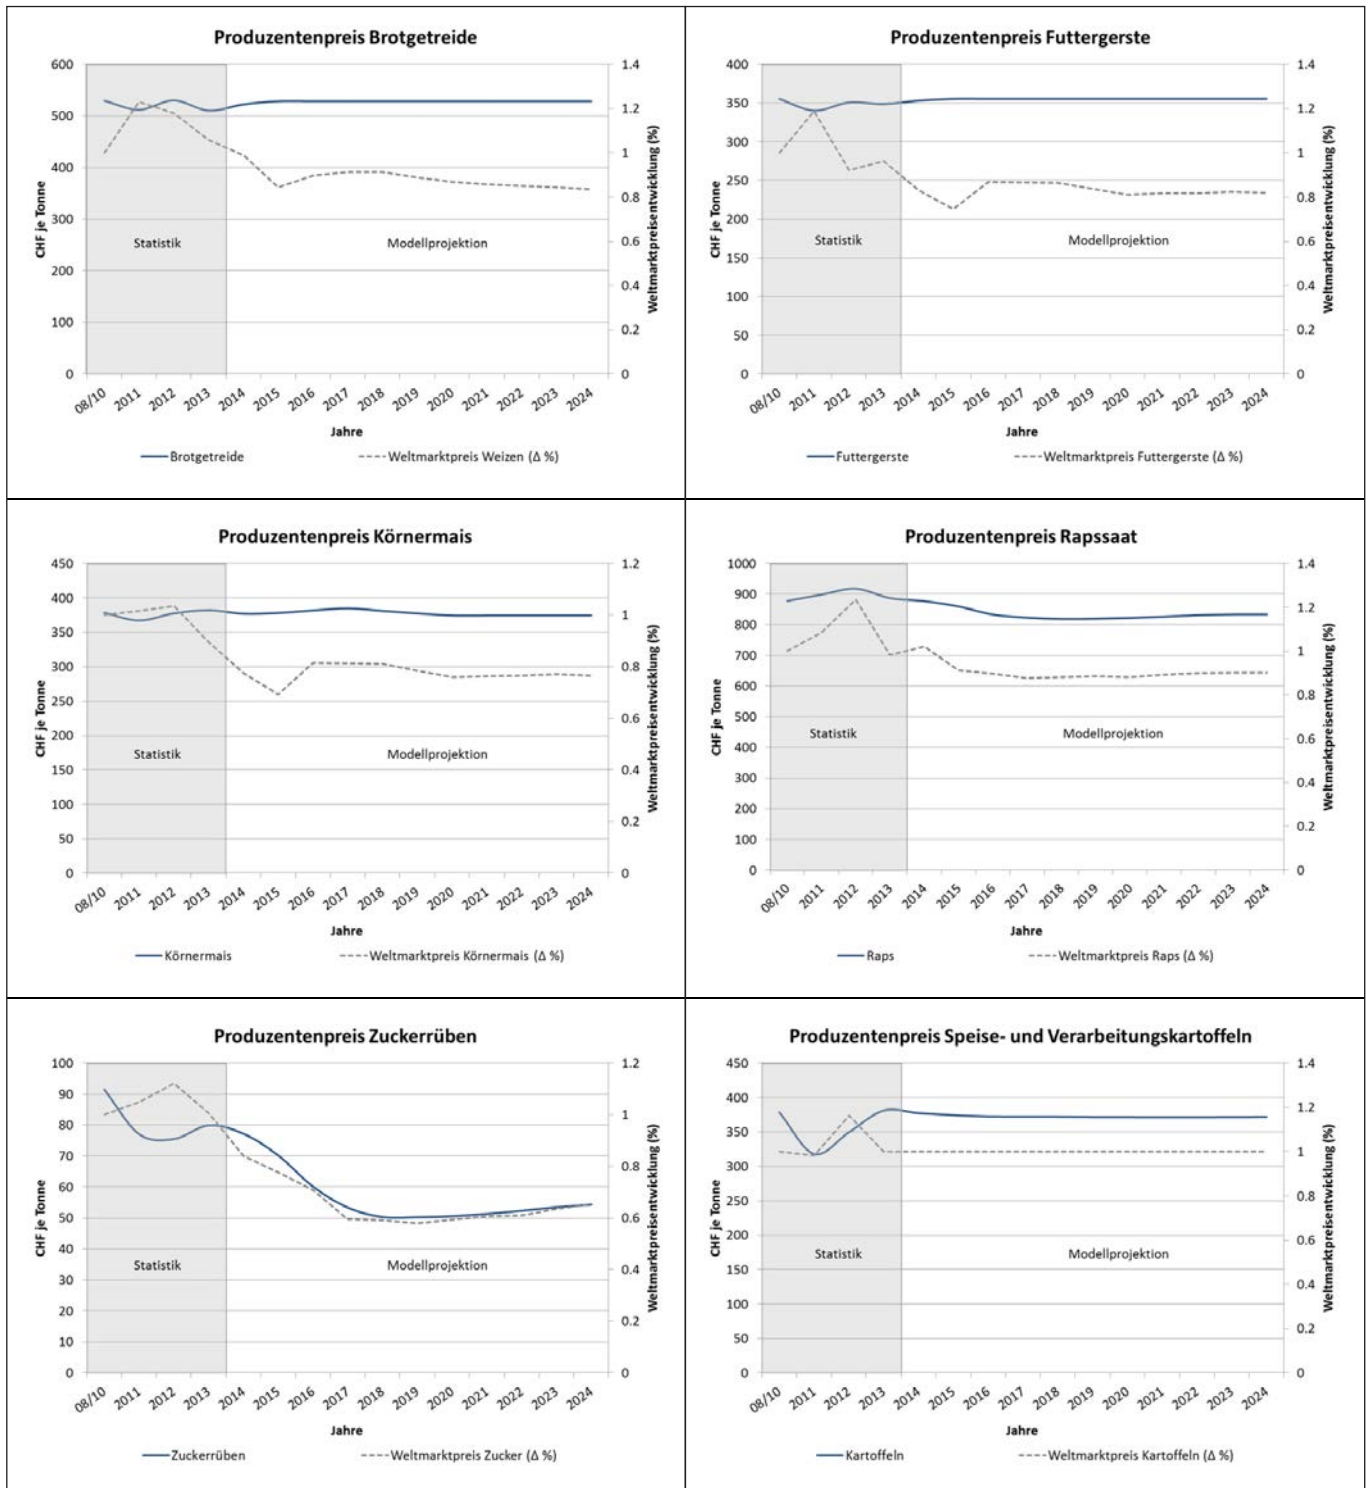 Produzentenpreis Brotgetreide
600
500
400
300
200
100
0
1.4
1.2
1
0.8
0.6
0.4
0.2
0
CHF je Tonne
Weltmarktpreisentwicklung (%)
Statistik
Modellprojektion
08/10 2011 2012 2013 2014 2015 2016 2017 2018 2019 2020 2021 2022 2023 2024
Jahre
Brotgetreide
Weltmarktpreis Weizen (Δ %)
Produzentenpreis Futtergerste
400
350
300
250
200
150
100
50
0
1.4
1.2
1
0.8
0.6
0.4
0.2
0
CHF je Tonne
Weltmarktpreisentwicklung (%)
Statistik
Modellprojektion
08/10 2011 2012 2013 2014 2015 2016 2017 2018 2019 2020 2021 2022 2023 2024
Jahre
Futtergerste
Weltmarktpreis Futtergerste (Δ %)
Produzentenpreis Körnermais
450
400
350
300
250
200
150
100
50
0
1.2
1
0.8
0.6
0.4
0.2
0
CHF je Tonne
Weltmarktpreisentwicklung (%)
Statistik
Modellprojektion
08/10 2011 2012 2013 2014 2015 2016 2017 2018 2019 2020 2021 2022 2023 2024
Jahre
Körnermais
Weltmarktpreis Körnermais (Δ %)
Produzentenpreis Rapssaat
1000
900
800
700
600
500
400
300
200
100
0
1.4
1.2
1
0.8
0.6
0.4
0.2
0
CHF je Tonne
Weltmarktpreisentwicklung (%)
Statistik
Modellprojektion
08/10 2011 2012 2013 2014 2015 2016 2017 2018 2019 2020 2021 2022 2023 2024
Jahre
Raps
Weltmarktpreis Raps (Δ %)
Produzentenpreis Zuckerrüben
100
90
80
70
60
50
40
30
20
10
0
1.2
1
0.8
0.6
0.4
0.2
0
CHF je Tonne
Weltmarktpreisentwicklung (%)
Statistik
Modellprojektion
08/10 2011 2012 2013 2014 2015 2016 2017 2018 2019 2020 2021 2022 2023 2024
Jahre
Zuckerrüben
Weltmarktpreis Zucker (Δ %)
Produzentenpreis Speise- und Verarbeitungskartoffeln
450
400
350
300
250
200
150
100
50
0
1.4
1.2
1
0.8
0.6
0.4
0.2
0
CHF je Tonne
Weltmarktpreisentwicklung (%)
Statistik
Modellprojektion
08/10 2011 2012 2013 2014 2015 2016 2017 2018 2019 2020 2021 2022 2023 2024
Jahre
Kartoffeln
Weltmarktpreis Kartoffeln (Δ %)